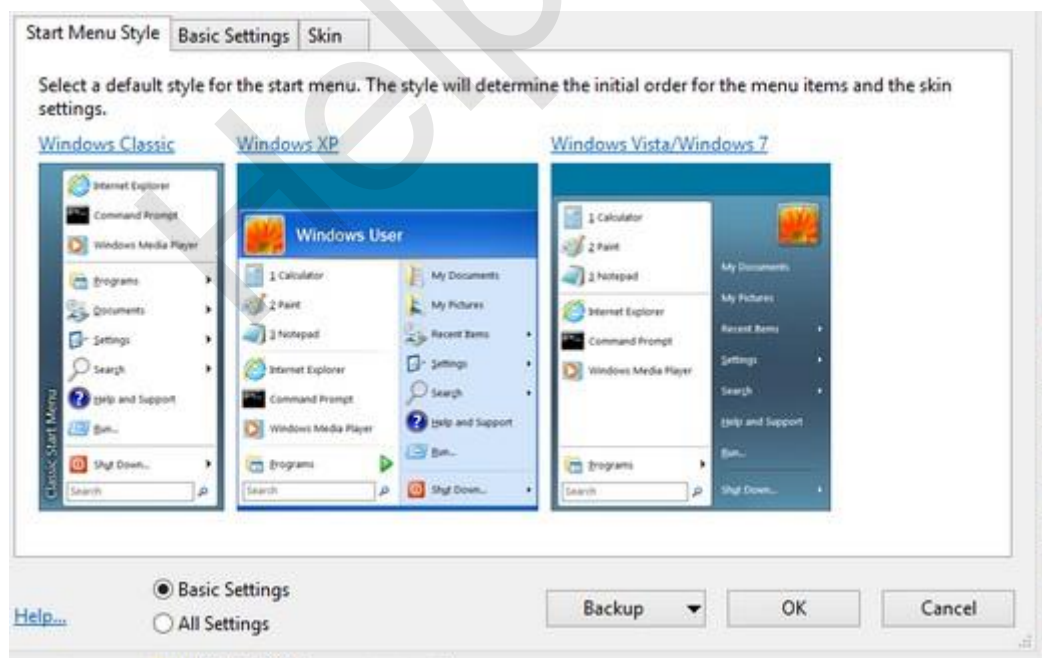 Start Menu Style Basic Settings Skin
Select a default style for the start menu. The style will determine the initial order for the menu items and the skin
settings.
Windows Classic Windows XP Windows Vista/Windows 7
Internet Explorer
Command Prompt
Windows Media Player
Programs
Documents
Settings
Search
Help and Support
Run...
Shut Down...
Search
Classic Start Menu
Windows User
1 Calculator
2 Paint
3 Notepad
Internet Explorer
Command Prompt
Windows Media Player
Programs
Search
My Documents
My Pictures
Recent Items
Settings
Search
Help and Support
Run...
Shut Down...
1 Calculator
2 Paint
3 Notepad
Internet Explorer
Command Prompt
Windows Media Player
Programs
Search
My Documents
My Pictures
Recent Items
Settings
Search
Help and Support
Run...
Shut Down...
Help...
Basic Settings
All Settings
Backup OK Cancel